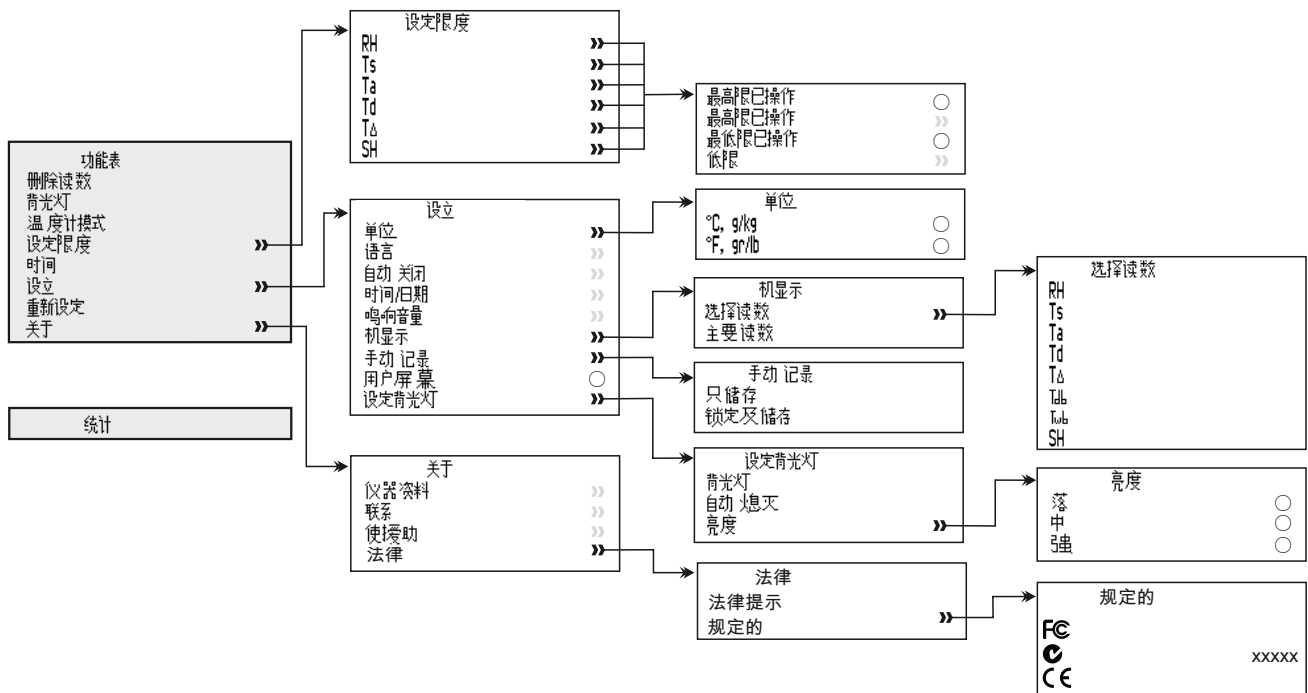 功能表
删除读数
背光灯
温度计摸式
设定限度
时间
设立
重新设定
关于
统计
设定限度
RH
Ts
Ta
Td
T△
SH
最高限已操作
最高限已操作
最低限已操作
低限
设立
单位
语言
自动 关闭
时间/日期
鸣响音量
机显示
手动 记录
用户屏幕
设定背光灯
单位
°C, g/kg
°F, gr/lb
机显示
选择读数
主要读数
选择读数
RH
Ts
Ta
Td
T△
Tdb
Twb
SH
手动 记录
只储存
锁定及储存
设定背光灯
背光灯
自动 熄灭
亮度
亮度
落
中
强
关于
仪器资料
联系
使援助
法律
法律
法律提示
规定的
规定的
FC
CE
xxxxx